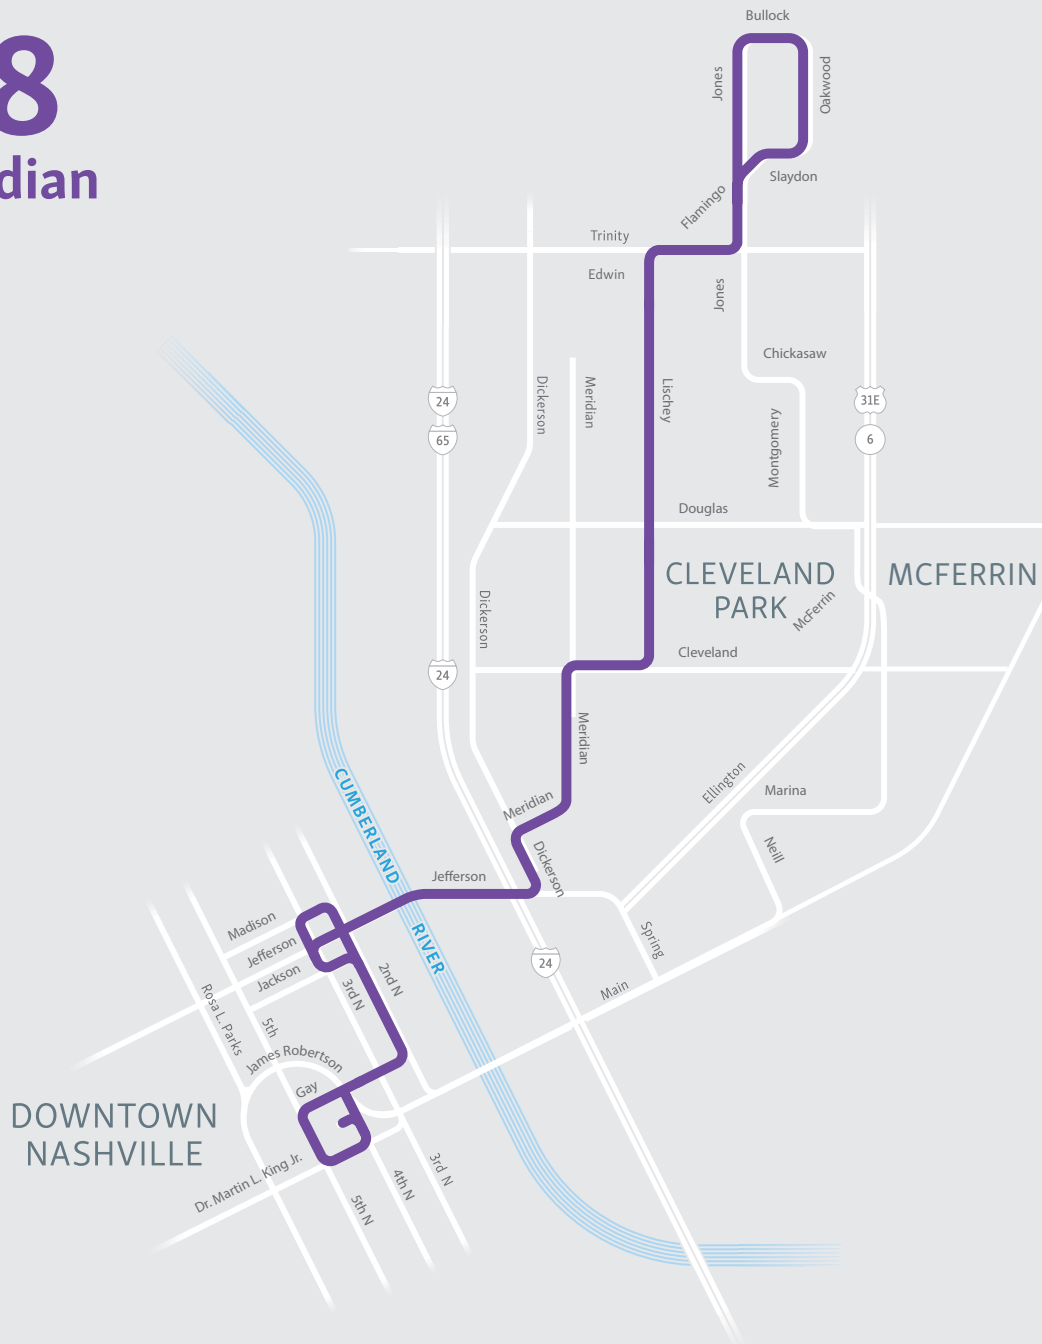 8
dian
Bullock
Jones
Oakwood
Slaydon
Flamingo
Trinity
Edwin
Jones
Chickasaw
Dickerson
Meridian
Lischey
24
65
31E
6
Montgomery
Douglas
CLEVELAND
PARK
MCFERRIN
McFerrin
Dickerson
24
Cleveland
Meridian
CUMBERLAND
RIVER
Meridian
Ellington
Marina
Dickerson
Neill
Jefferson
Spring
24
Main
Madison
Jefferson
Jackson
2nd N
3rd N
Rosa L. Parks
5th
James Robertson
Gay
DOWNTOWN
NASHVILLE
Dr. Martin L. King Jr.
5th N
4th N
3rd N